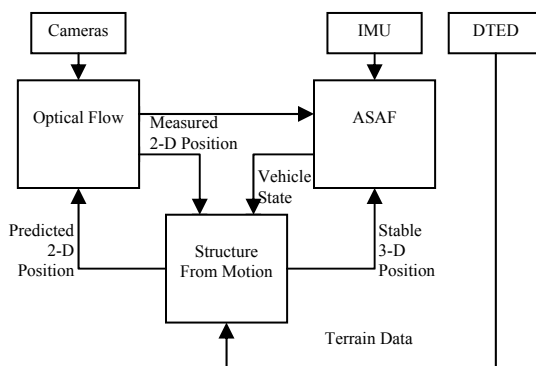 Cameras
IMU
DTED
Optical Flow
ASAF
Measured
2-D Position
Vehicle
State
Predicted
2-D
Position
Structure
From Motion
Stable
3-D
Position
Terrain Data